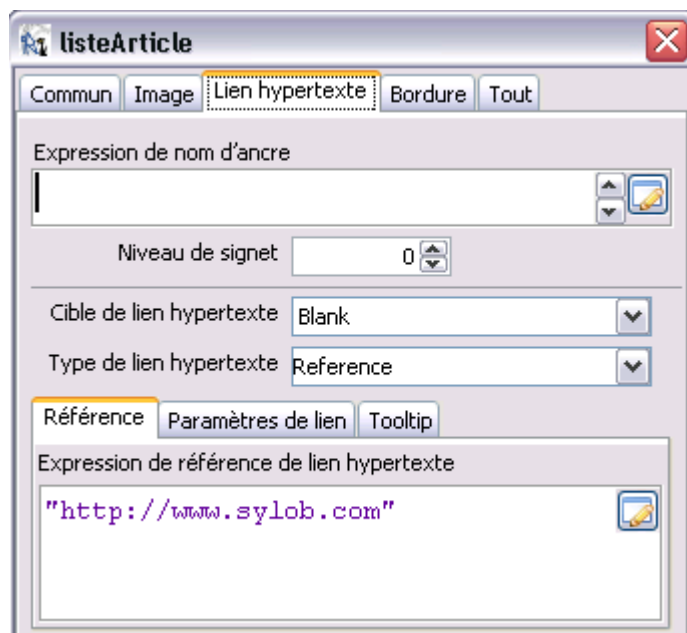 listeArticle
Commun Image Lien hypertexte Bordure Tout
Expression de nom d'ancre
Niveau de signet 0
Cible de lien hypertexte Blank
Type de lien hypertexte Reference
Référence Paramètres de lien Tooltip
Expression de référence de lien hypertexte
"http://www.sylob.com"